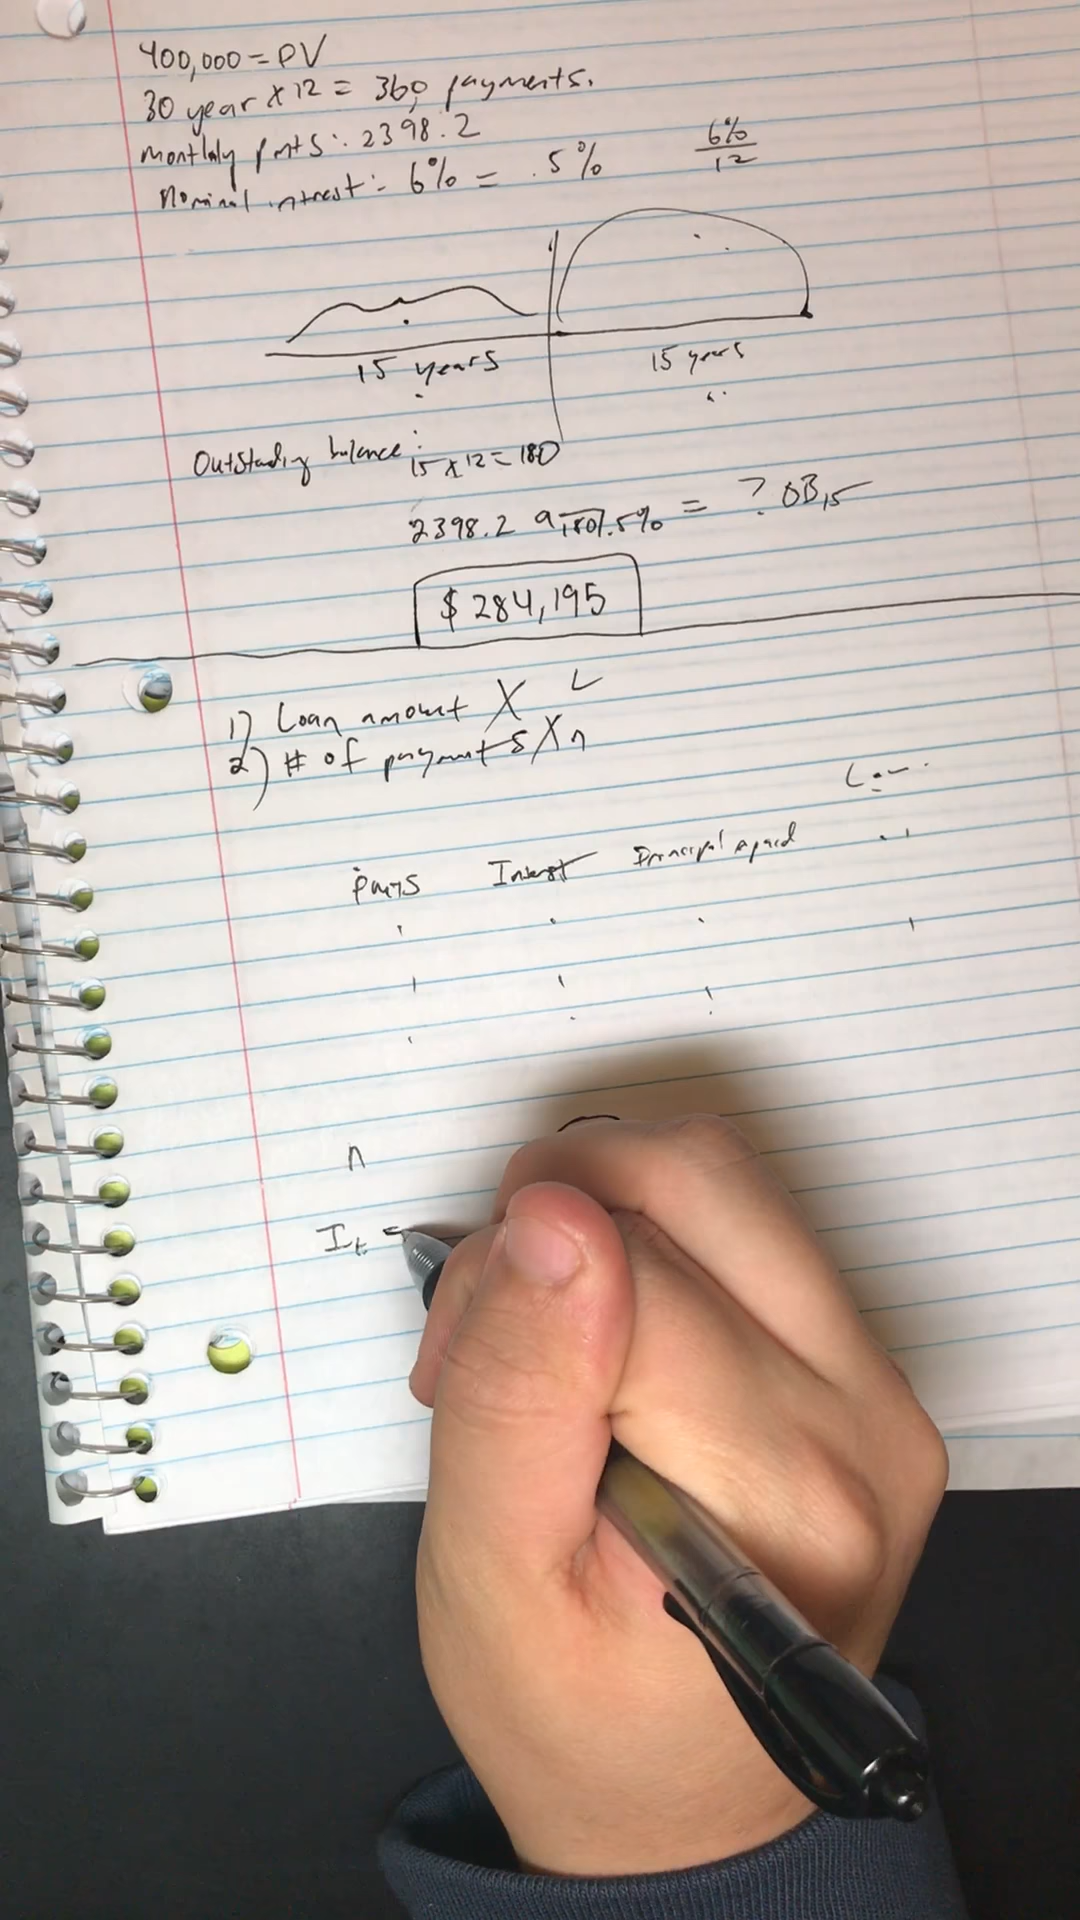 400,000 = PV
30 year x 12 = 360 payments.
monthly pmts: 2398.2
Nominal intrest: 6% = .5% 6%/12
15 years 15 years
Outstanding balance:
15 x 12 = 180
2398.2 a180|.5% = ? OB15
$ 284,195
1) Loan amount X L
2) # of payments X n
pmts Interest Principal repaid
n
It =